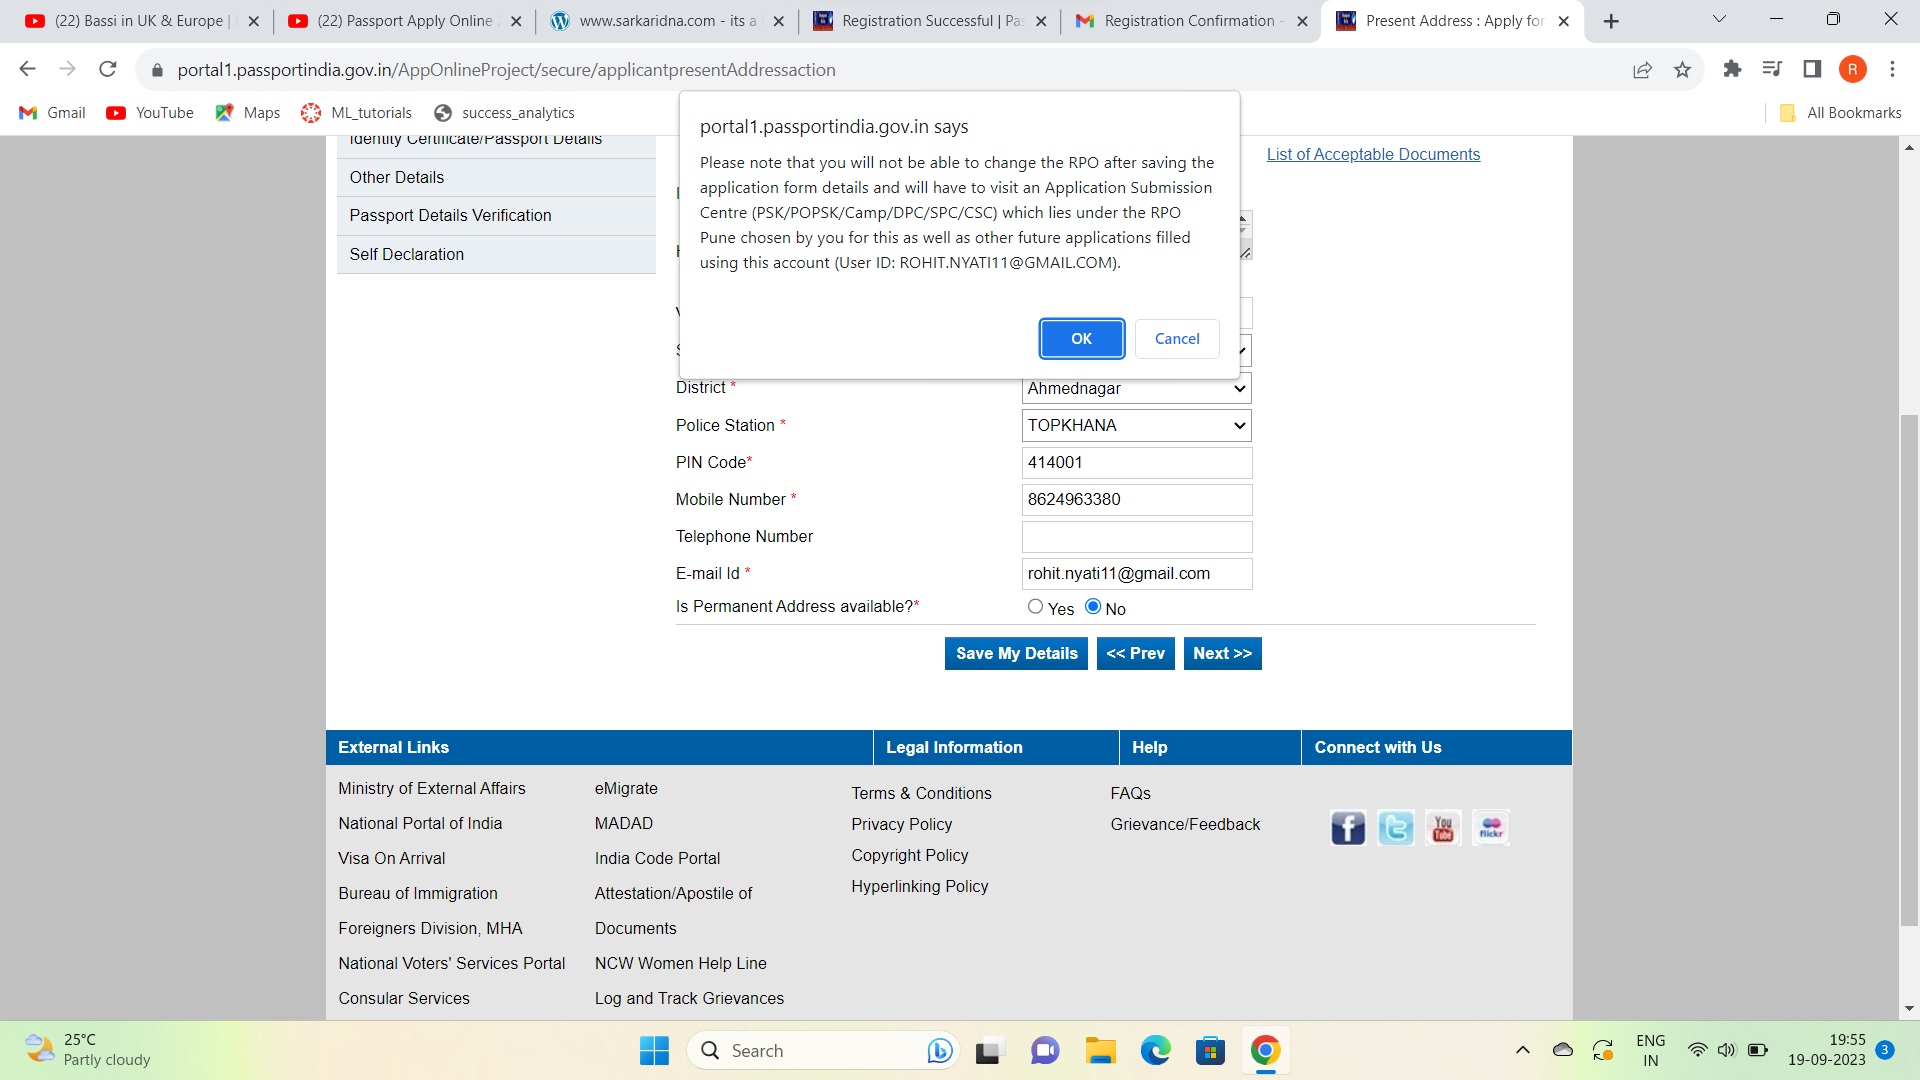 (22) Bassi in UK & Europe |
(22) Passport Apply Online
www.sarkaridna.com - its a
Registration Successful | Pas
Registration Confirmation -
Present Address : Apply for
portal1.passportindia.gov.in/AppOnlineProject/secure/applicantpresentAddressaction
R
Gmail
YouTube
Maps
ML_tutorials
success_analytics
All Bookmarks
portal1.passportindia.gov.in says
Please note that you will not be able to change the RPO after saving the
application form details and will have to visit an Application Submission
Centre (PSK/POPSK/Camp/DPC/SPC/CSC) which lies under the RPO
Pune chosen by you for this as well as other future applications filled
using this account (User ID: ROHIT.NYATI11@GMAIL.COM).
OK
Cancel
Identity Certificate/Passport Details
Other Details
Passport Details Verification
Self Declaration
List of Acceptable Documents
District *
Ahmednagar
Police Station *
TOPKHANA
PIN Code*
414001
Mobile Number *
8624963380
Telephone Number
E-mail Id *
rohit.nyati11@gmail.com
Is Permanent Address available?*
Yes
No
Save My Details
<< Prev
Next >>
External Links
Legal Information
Help
Connect with Us
Ministry of External Affairs
National Portal of India
Visa On Arrival
Bureau of Immigration
Foreigners Division, MHA
National Voters' Services Portal
Consular Services
eMigrate
MADAD
India Code Portal
Attestation/Apostile of
Documents
NCW Women Help Line
Log and Track Grievances
Terms & Conditions
Privacy Policy
Copyright Policy
Hyperlinking Policy
FAQs
Grievance/Feedback
You
Tube
flickr
25°C
Partly cloudy
Search
ENG
IN
19:55
19-09-2023
3